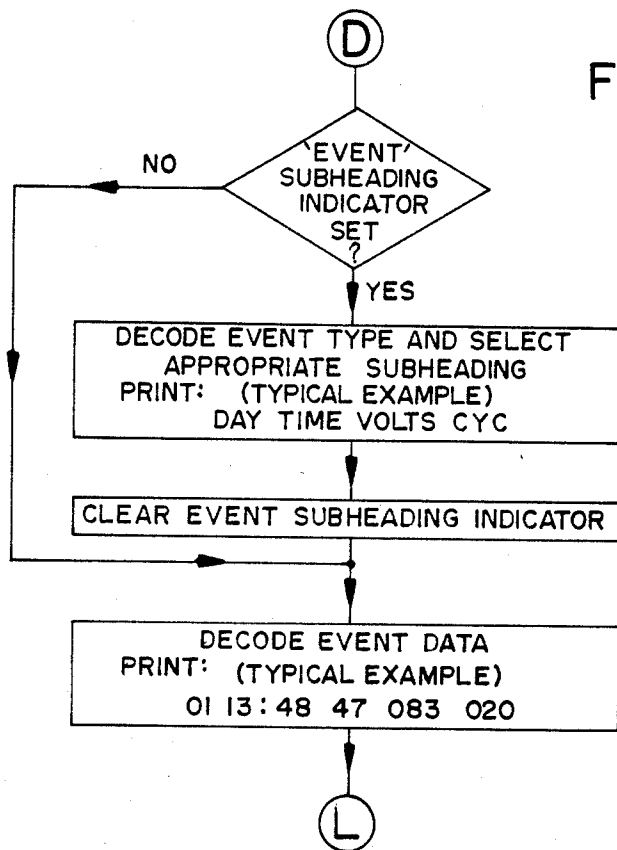 D
F
'EVENT'
SUBHEADING
INDICATOR
SET
?
NO
YES
DECODE EVENT TYPE AND SELECT
APPROPRIATE SUBHEADING
PRINT: (TYPICAL EXAMPLE)
DAY TIME VOLTS CYC
CLEAR EVENT SUBHEADING INDICATOR
DECODE EVENT DATA
PRINT: (TYPICAL EXAMPLE)
01 13:48 47 083 020
L